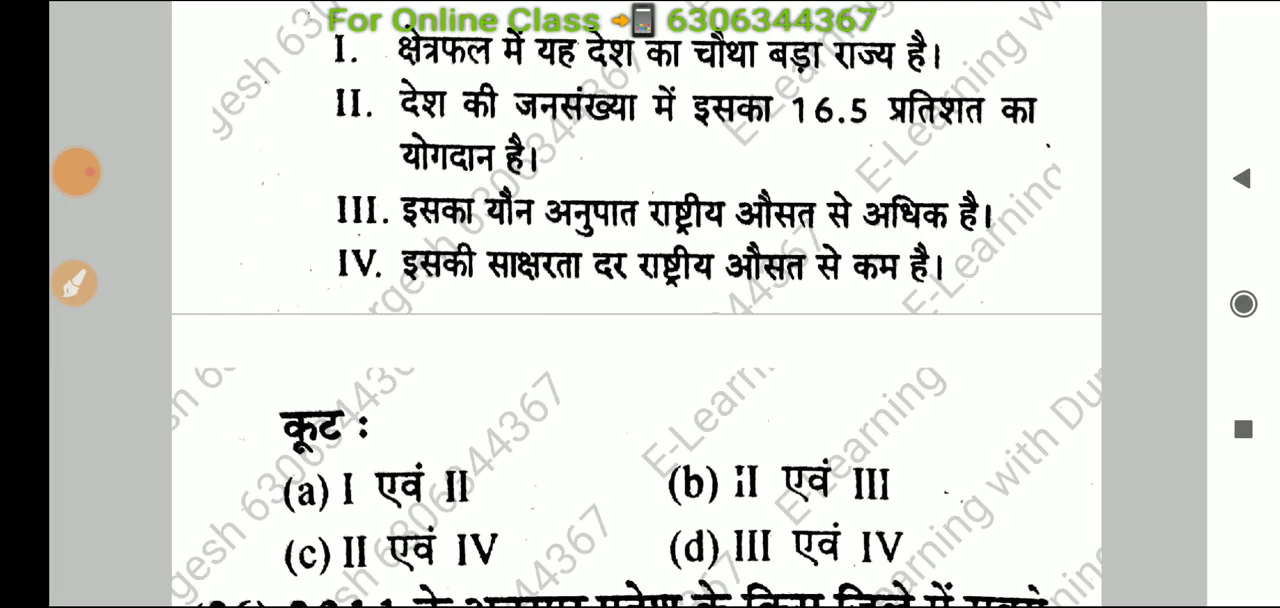 For Online Class 6306344367
I. क्षेत्रफल में यह देश का चौथा बड़ा राज्य है।
II. देश की जनसंख्या में इसका 16.5 प्रतिशत का
योगदान है।
III. इसका यौन अनुपात राष्ट्रीय औसत से अधिक है।
IV. इसकी साक्षरता दर राष्ट्रीय औसत से कम है।
कूट :
(a) I एवं II
(b) II एवं III
(c) II एवं IV
(d) III एवं IV